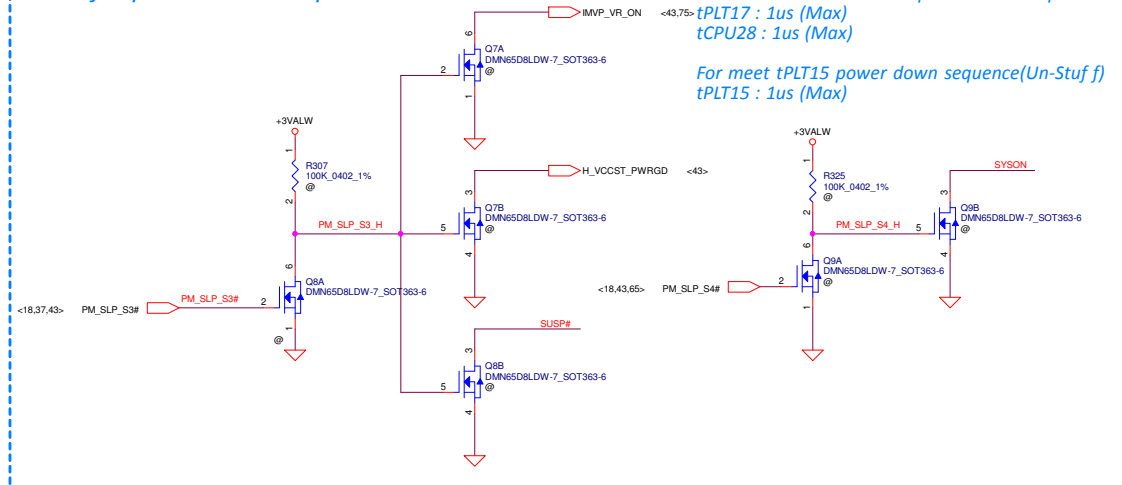 IMVP_VR_ON <43,75>
tPLT17 : 1us (Max)
tCPU28 : 1us (Max)
For meet tPLT15 power down sequence(Un-Stuf f)
tPLT15 : 1us (Max)
6
Q7A
DMN65D8LDW-7_SOT363-6
2
@
1
+3VALW
1
R307
100K_0402_1%
@
2
H_VCCST_PWRGD <43>
3
Q7B
DMN65D8LDW-7_SOT363-6
PM_SLP_S3_H
5
@
4
6
Q8A
DMN65D8LDW-7_SOT363-6
<18,37,43> PM_SLP_S3#
PM_SLP_S3#
2
1
@
SUSP#
3
Q8B
DMN65D8LDW-7_SOT363-6
5
@
4
+3VALW
1
R325
100K_0402_1%
@
2
SYSON
3
Q9B
DMN65D8LDW-7_SOT363-6
PM_SLP_S4_H
5
@
4
6
Q9A
DMN65D8LDW-7_SOT363-6
<18,43,65> PM_SLP_S4#
2
@
1